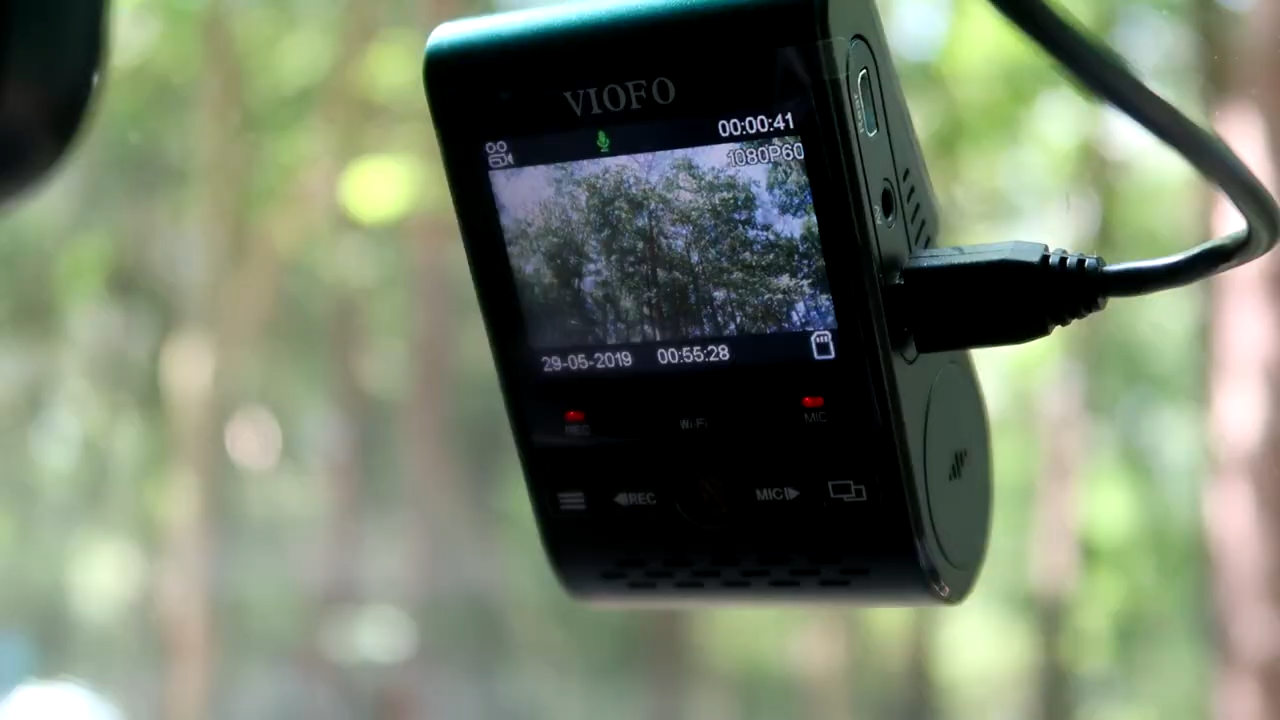 VIOFO
00:00:41
1080P60
29-05-2019 00:55:28
REC Wi-Fi MIC
REC MIC